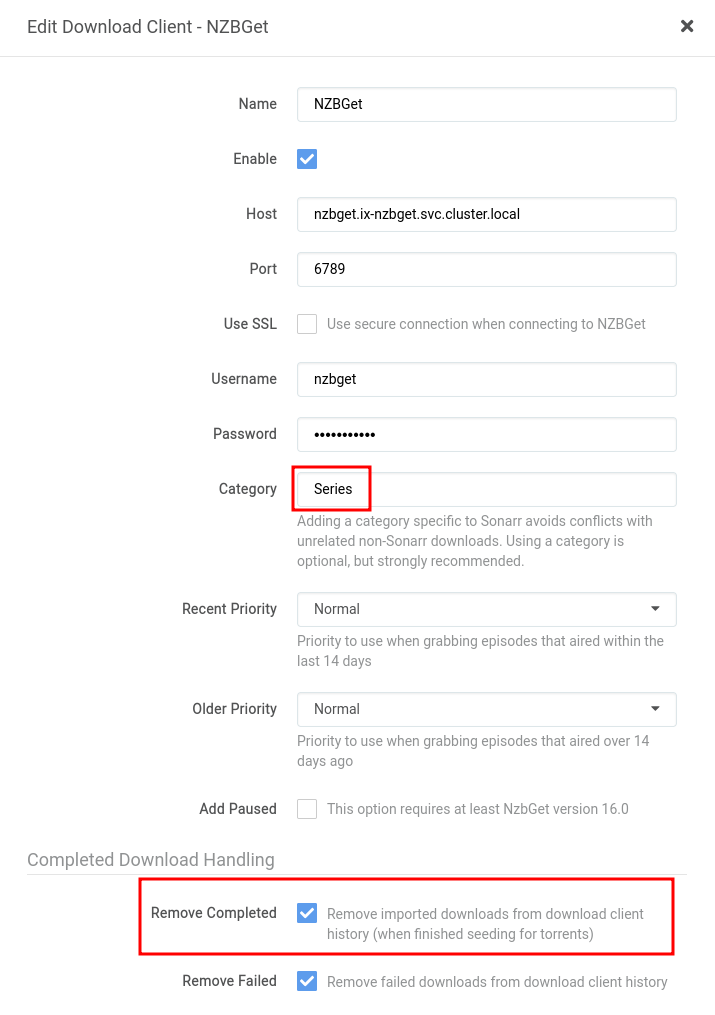 Edit Download Client - NZBGet
Name NZBGet
Enable
Host nzbget.ix-nzbget.svc.cluster.local
Port 6789
Use SSL Use secure connection when connecting to NZBGet
Username nzbget
Password •••••••••••
Category Series
Adding a category specific to Sonarr avoids conflicts with
unrelated non-Sonarr downloads. Using a category is
optional, but strongly recommended.
Recent Priority Normal
Priority to use when grabbing episodes that aired within the
last 14 days
Older Priority Normal
Priority to use when grabbing episodes that aired over 14
days ago
Add Paused This option requires at least NzbGet version 16.0
Completed Download Handling
Remove Completed Remove imported downloads from download client
history (when finished seeding for torrents)
Remove Failed Remove failed downloads from download client history